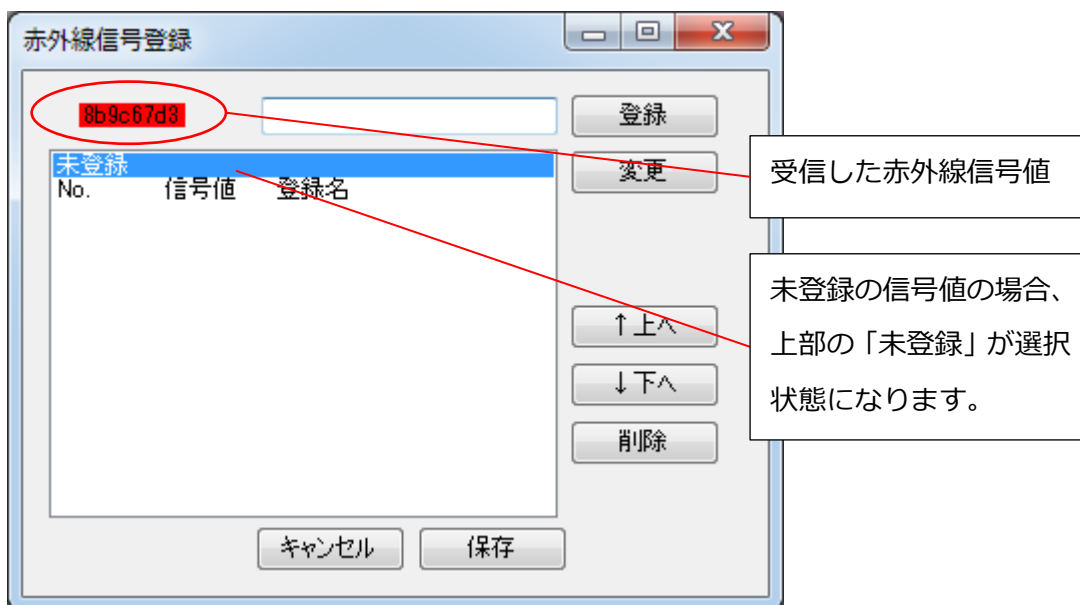 赤外線信号登録
8b9c67d3
登録
未登録
変更
No. 信号値 登録名
受信した赤外線信号値
未登録の信号値の場合、
上部の「未登録」が選択
状態になります。
↑上へ
↓下へ
削除
キャンセル 保存